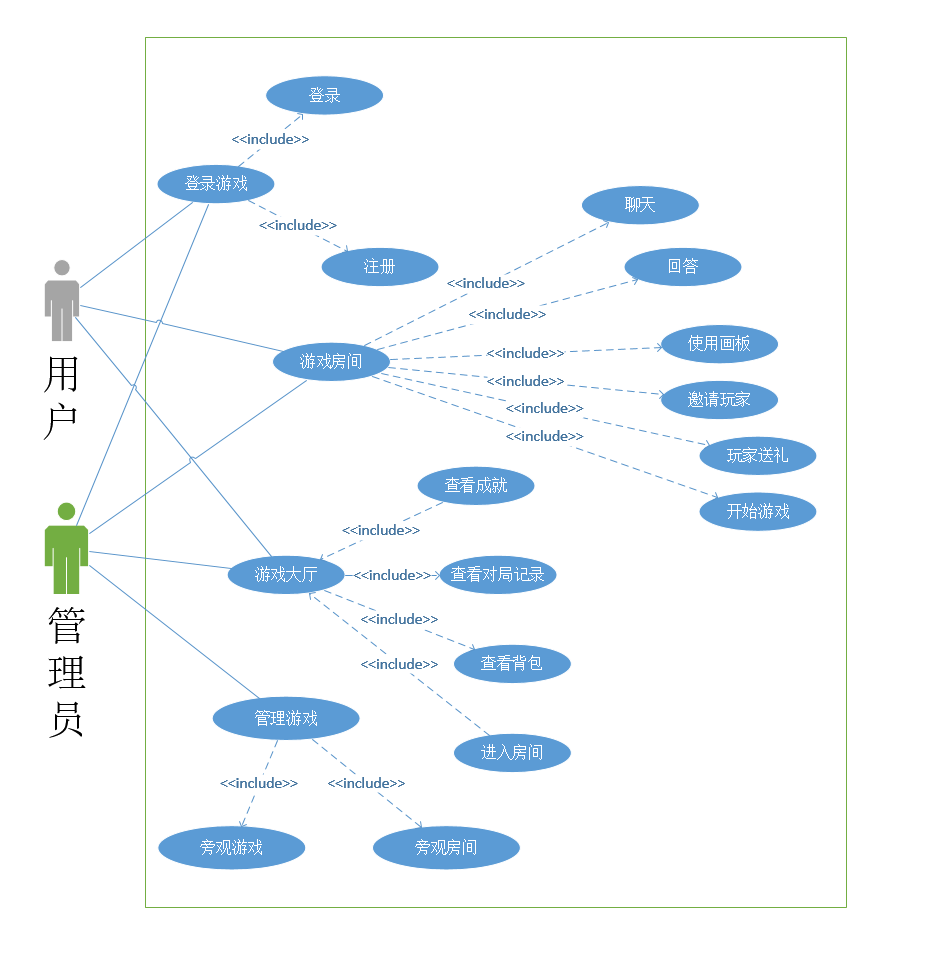 登录
<<include>>
登录游戏
聊天
<<include>>
注册
回答
<<include>>
<<include>>
使用画板
<<include>>
游戏房间
用户
<<include>>
邀请玩家
<<include>>
<<include>>
玩家送礼
查看成就
开始游戏
<<include>>
游戏大厅
<<include>>
查看对局记录
<<include>>
管理员
<<include>>
查看背包
管理游戏
进入房间
<<include>>
<<include>>
旁观游戏
旁观房间